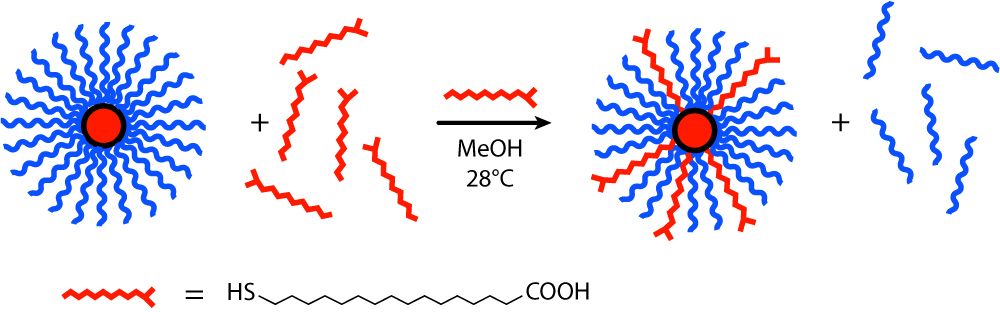 +
+
MeOH
28°C
= HS COOH